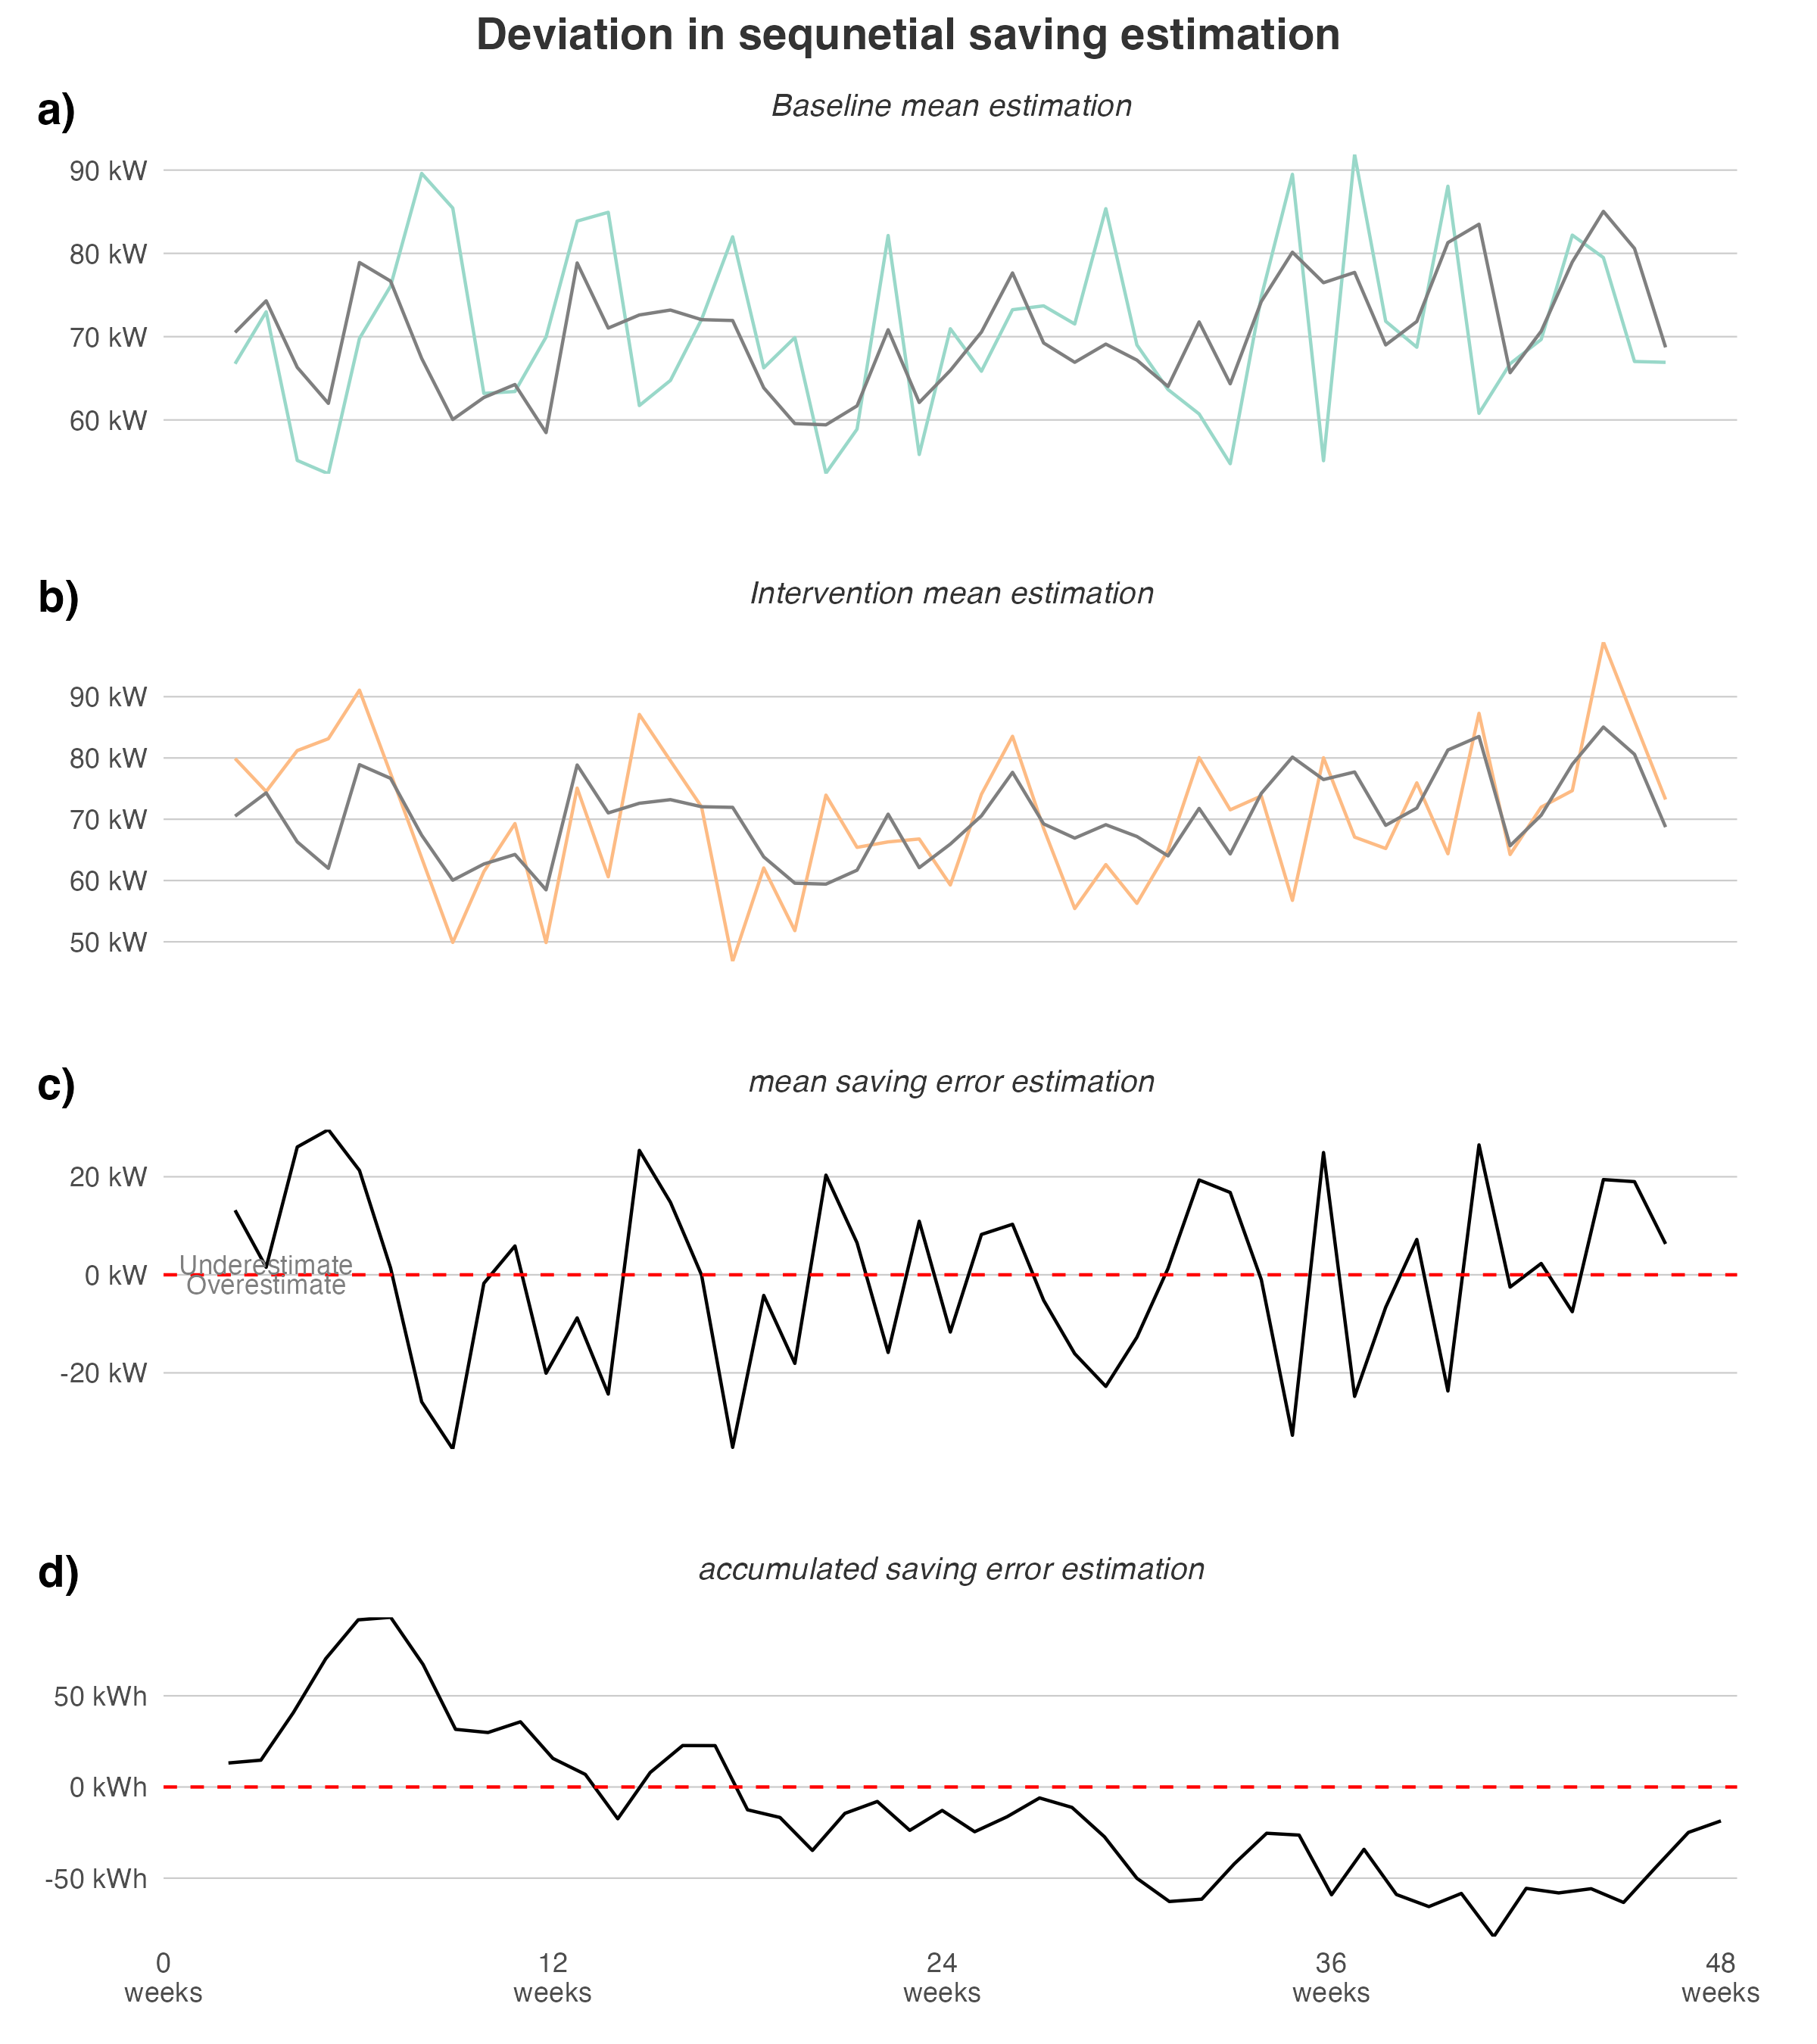 Deviation in sequnetial saving estimation
a)
Baseline mean estimation
90 kW
80 kW
70 kW
60 kW
b)
Intervention mean estimation
90 kW
80 kW
70 kW
60 kW
50 kW
c)
mean saving error estimation
20 kW
Underestimate
0 kW
Overestimate
-20 kW
d)
accumulated saving error estimation
50 kWh
0 kWh
-50 kWh
0 12 24 36 48
weeks weeks weeks weeks weeks